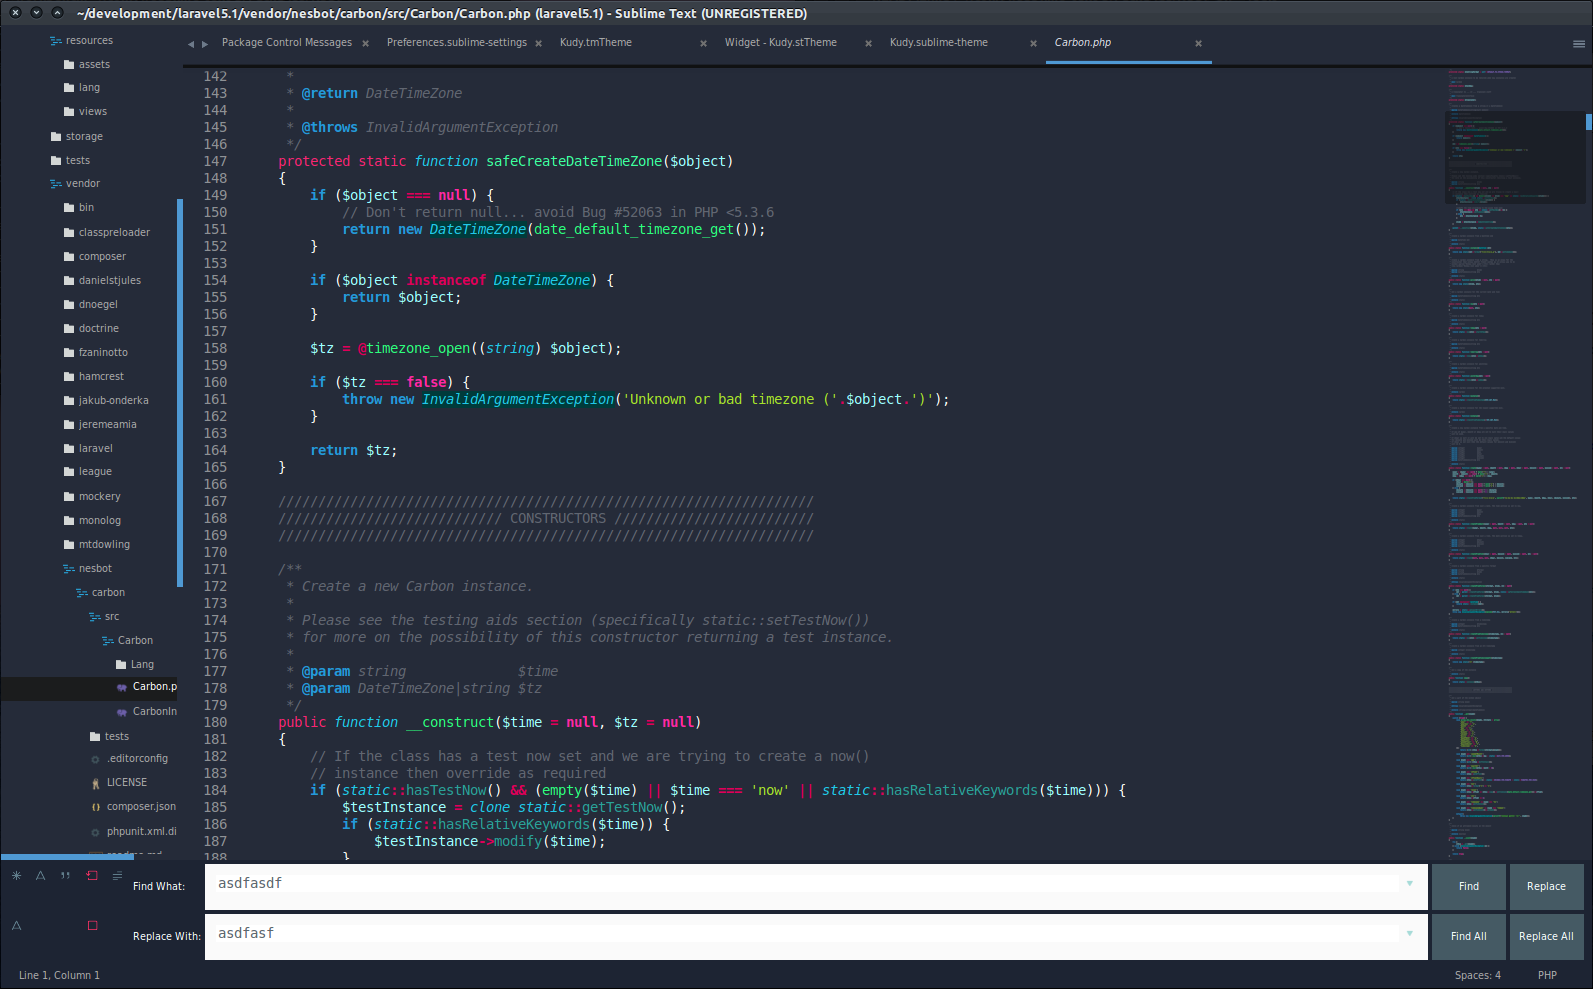 ~/development/laravel5.1/vendor/nesbot/carbon/src/Carbon/Carbon.php (laravel5.1) - Sublime Text (UNREGISTERED)
resources
assets
lang
views
storage
tests
vendor
bin
classpreloader
composer
danielstjules
dnoegel
doctrine
fzaninotto
hamcrest
jakub-onderka
jeremeamia
laravel
league
mockery
monolog
mtdowling
nesbot
carbon
src
Carbon
Lang
Carbon.p
CarbonIn
tests
.editorconfig
LICENSE
composer.json
phpunit.xml.di
Package Control Messages × Preferences.sublime-settings × Kudy.tmTheme × Widget - Kudy.stTheme × Kudy.sublime-theme × Carbon.php ×
142 *
143 * @return DateTimeZone
144 *
145 * @throws InvalidArgumentException
146 */
147 protected static function safeCreateDateTimeZone($object)
148 {
149 if ($object === null) {
150 // Don't return null... avoid Bug #52063 in PHP <5.3.6
151 return new DateTimeZone(date_default_timezone_get());
152 }
153
154 if ($object instanceof DateTimeZone) {
155 return $object;
156 }
157
158 $tz = @timezone_open((string) $object);
159
160 if ($tz === false) {
161 throw new InvalidArgumentException('Unknown or bad timezone ('.$object.')');
162 }
163
164 return $tz;
165 }
166
167 ///////////////////////////////////////////////////////////////////
168 //////////////////////////// CONSTRUCTORS /////////////////////////
169 ///////////////////////////////////////////////////////////////////
170
171 /**
172 * Create a new Carbon instance.
173 *
174 * Please see the testing aids section (specifically static::setTestNow())
175 * for more on the possibility of this constructor returning a test instance.
176 *
177 * @param string $time
178 * @param DateTimeZone|string $tz
179 */
180 public function __construct($time = null, $tz = null)
181 {
182 // If the class has a test now set and we are trying to create a now()
183 // instance then override as required
184 if (static::hasTestNow() && (empty($time) || $time === 'now' || static::hasRelativeKeywords($time))) {
185 $testInstance = clone static::getTestNow();
186 if (static::hasRelativeKeywords($time)) {
187 $testInstance->modify($time);
188 }
Find What: asdfasdf Find Replace
Replace With: asdfasf Find All Replace All
Line 1, Column 1 Spaces: 4 PHP